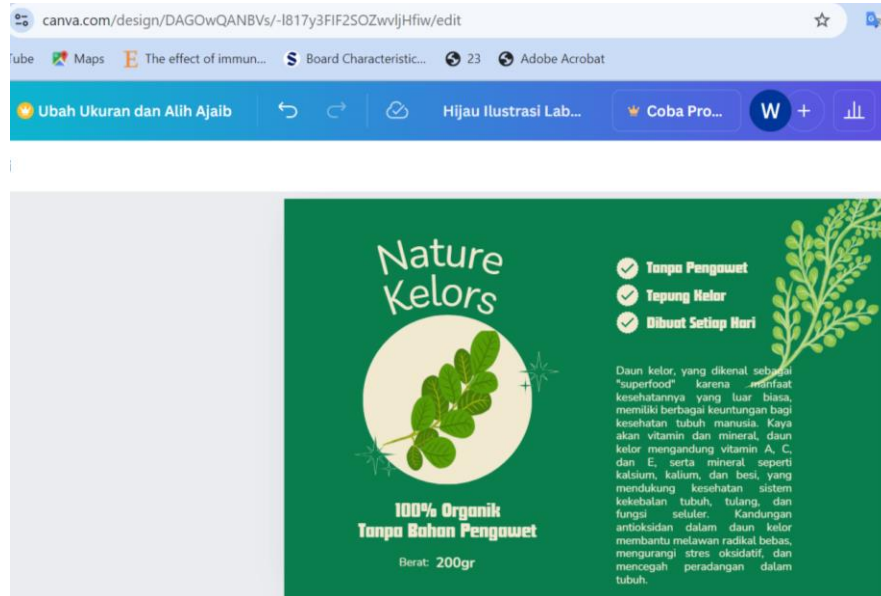 canva.com/design/DAGOwQANBVs/-l817y3FIF2SOZwvljHfiw/edit
Tube Maps The effect of immun... Board Characteristic... 23 Adobe Acrobat
Ubah Ukuran dan Alih Ajaib Hijau Ilustrasi Lab... Coba Pro... W +
Nature
Kelors
100% Organik
Tanpa Bahan Pengawet
Berat: 200gr
Tanpa Pengawet
Tepung Kelor
Dibuat Setiap Hari
Daun kelor, yang dikenal sebagai
"superfood" karena manfaat
kesehatannya yang luar biasa,
memiliki berbagai keuntungan bagi
kesehatan tubuh manusia. Kaya
akan vitamin dan mineral, daun
kelor mengandung vitamin A, C,
dan E, serta mineral seperti
kalsium, kalium, dan besi, yang
mendukung kesehatan sistem
kekebalan tubuh, tulang, dan
fungsi seluler. Kandungan
antioksidan dalam daun kelor
membantu melawan radikal bebas,
mengurangi stres oksidatif, dan
mencegah peradangan dalam
tubuh.